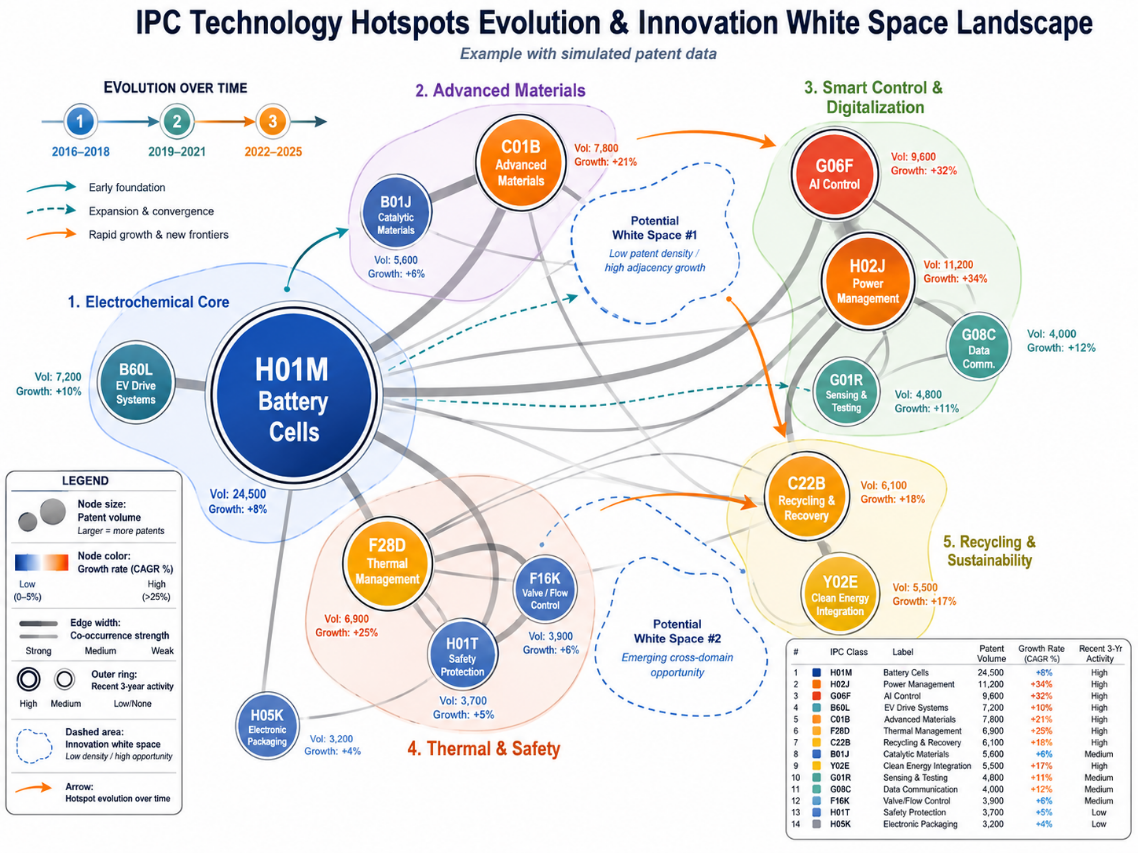 IPC Technology Hotspots Evolution & Innovation White Space Landscape
Example with simulated patent data
EVOLUTION OVER TIME
1
2
3
2016–2018
2019–2021
2022–2025
Early foundation
Expansion & convergence
Rapid growth & new frontiers
2. Advanced Materials
C01B
Advanced
Materials
Vol: 7,800
Growth: +21%
B01J
Catalytic
Materials
Vol: 5,600
Growth: +6%
Potential
White Space #1
Low patent density /
high adjacency growth
3. Smart Control &
Digitalization
G06F
AI Control
Vol: 9,600
Growth: +32%
H02J
Power
Management
Vol: 11,200
Growth: +34%
G08C
Data
Comm.
Vol: 4,000
Growth: +12%
G01R
Sensing &
Testing
Vol: 4,800
Growth: +11%
1. Electrochemical Core
H01M
Battery
Cells
Vol: 24,500
Growth: +8%
B60L
EV Drive
Systems
Vol: 7,200
Growth: +10%
C22B
Recycling &
Recovery
Vol: 6,100
Growth: +18%
5. Recycling &
Sustainability
Y02E
Clean Energy
Integration
Vol: 5,500
Growth: +17%
F28D
Thermal
Management
Vol: 6,900
Growth: +25%
F16K
Valve / Flow
Control
Vol: 3,900
Growth: +6%
H01T
Safety
Protection
Vol: 3,700
Growth: +5%
4. Thermal & Safety
H05K
Electronic
Packaging
Vol: 3,200
Growth: +4%
Potential
White Space #2
Emerging cross-domain
opportunity
LEGEND
Node size:
Patent volume
Larger = more patents
Node color:
Growth rate (CAGR %)
Low High
(0–5%) (>25%)
Edge width:
Co-occurrence strength
Strong Medium Weak
Outer ring:
Recent 3-year activity
High Medium Low/None
Dashed area:
Innovation white space
Low density / high opportunity
Arrow:
Hotspot evolution over time
# IPC Class Label Patent Volume Growth Rate (CAGR %) Recent 3-Yr Activity
1 H01M Battery Cells 24,500 +8% High
2 H02J Power Management 11,200 +34% High
3 G06F AI Control 9,600 +32% High
4 B60L EV Drive Systems 7,200 +10% High
5 C01B Advanced Materials 7,800 +21% High
6 F28D Thermal Management 6,900 +25% High
7 C22B Recycling & Recovery 6,100 +18% High
8 B01J Catalytic Materials 5,600 +6% Medium
9 Y02E Clean Energy Integration 5,500 +17% High
10 G01R Sensing & Testing 4,800 +11% Medium
11 G08C Data Communication 4,000 +12% Medium
12 F16K Valve/Flow Control 3,900 +6% Medium
13 H01T Safety Protection 3,700 +5% Low
14 H05K Electronic Packaging 3,200 +4% Low